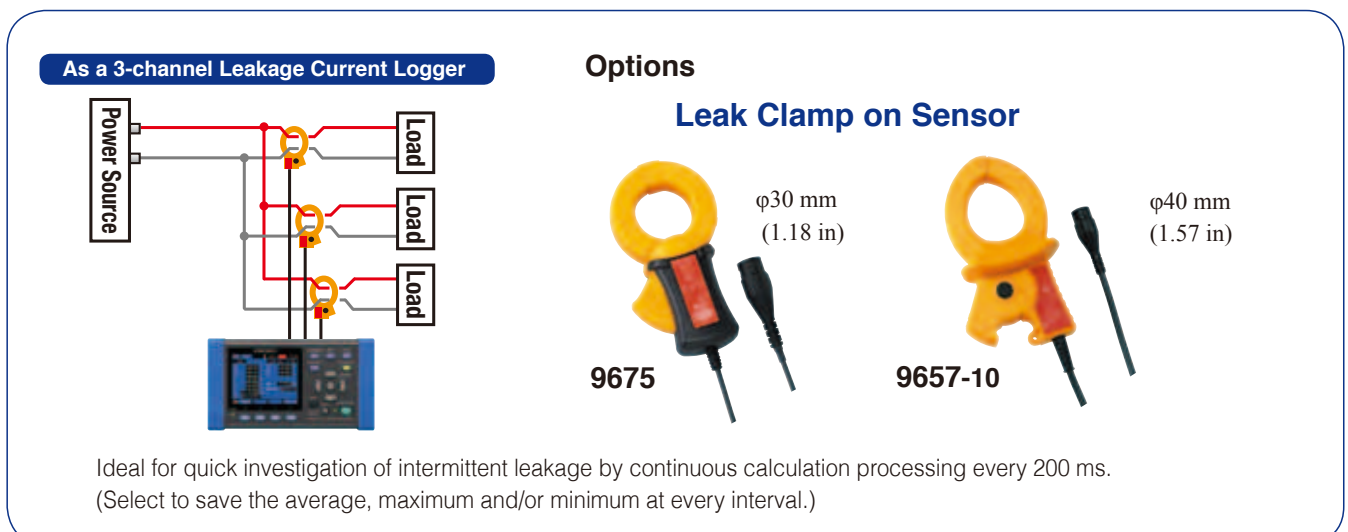 As a 3-channel Leakage Current Logger
Power Source
Load
Load
Load
Options
Leak Clamp on Sensor
φ30 mm
(1.18 in)
9675
φ40 mm
(1.57 in)
9657-10
Ideal for quick investigation of intermittent leakage by continuous calculation processing every 200 ms.
(Select to save the average, maximum and/or minimum at every interval.)